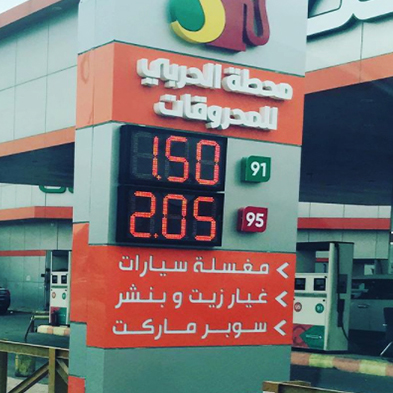 محطة الحربي
للمحروقات
1.50 91
2.05 95
مغسلة سيارات >
غيار زيت و بنشر >
سوبر ماركت >